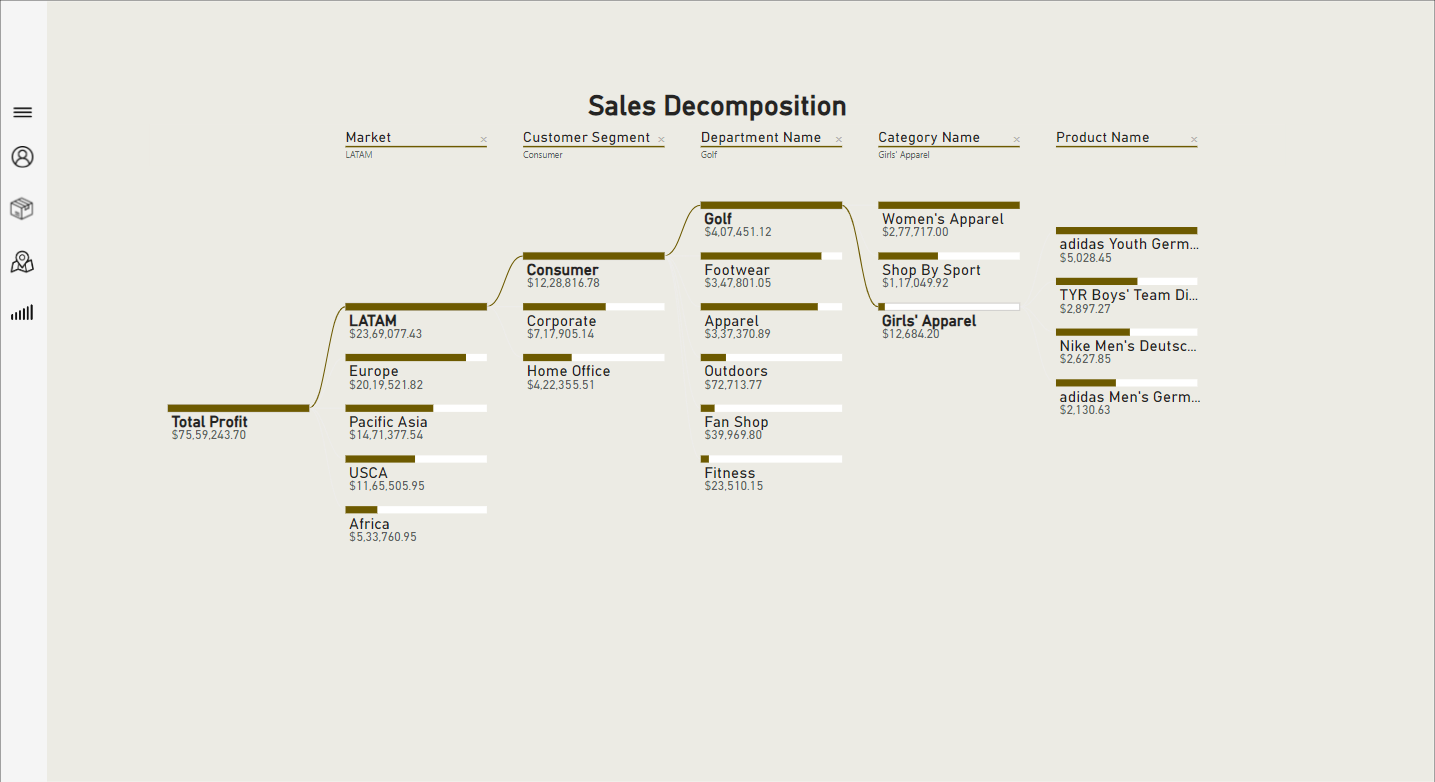 Sales Decomposition
Market ×
LATAM
Customer Segment ×
Consumer
Department Name ×
Golf
Category Name ×
Girls' Apparel
Product Name ×
Total Profit
$75,59,243.70
LATAM
$23,69,077.43
Europe
$20,19,521.82
Pacific Asia
$14,71,377.54
USCA
$11,65,505.95
Africa
$5,33,760.95
Consumer
$12,28,816.78
Corporate
$7,17,905.14
Home Office
$4,22,355.51
Golf
$4,07,451.12
Footwear
$3,47,801.05
Apparel
$3,37,370.89
Outdoors
$72,713.77
Fan Shop
$39,969.80
Fitness
$23,510.15
Women's Apparel
$2,77,717.00
Shop By Sport
$1,17,049.92
Girls' Apparel
$12,684.20
adidas Youth Germ...
$5,028.45
TYR Boys' Team Di...
$2,897.27
Nike Men's Deutsc...
$2,627.85
adidas Men's Germ...
$2,130.63